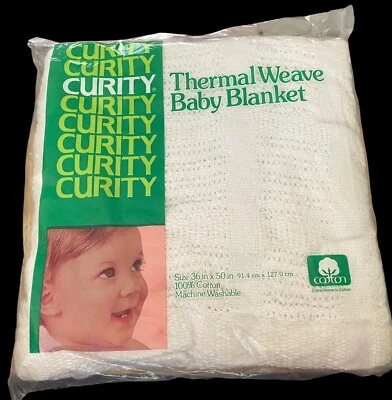 CURITY
CURITY
CURITY®
CURITY
CURITY
CURITY
CURITY
CURITY
Thermal Weave
Baby Blanket
Size 36 in x 50 in 91.4 cm x 127.0 cm
100% Cotton
Machine Washable
cotton